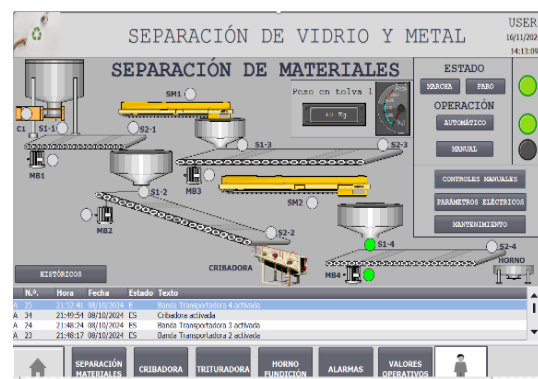 SEPARACIÓN DE VIDRIO Y METAL
USER
16/11/202
14:13:09
SEPARACIÓN DE MATERIALES
ESTADO
MARCHA PARO
OPERACIÓN
AUTOMÁTICO
MANUAL
CONTROLES MANUALES
PARÁMETROS ELÉCTRICOS
MANTENIMIENTO
Peso en tolva 1
Peso
Kg
SM1
C1 S1-1 S2-1
S1-3 S2-3
MB1
S1-2 MB3
SM2
MB2
S2-2
S1-4 S2-4
CRIBADORA
MB4
HORNO
HISTÓRICOS
N.º. Hora Fecha Estado Texto
A 25 21:52:41 08/10/2024 E Banda Transportadora 4 activada
A 34 21:49:54 08/10/2024 ES Cribadora activada
A 24 21:48:24 08/10/2024 ES Banda Transportadora 3 activada
A 23 21:48:17 08/10/2024 ES Banda Transportadora 2 activada
SEPARACIÓN
MATERIALES
CRIBADORA
TRITURADORA
HORNO
FUNDICIÓN
ALARMAS
VALORES
OPERATIVOS